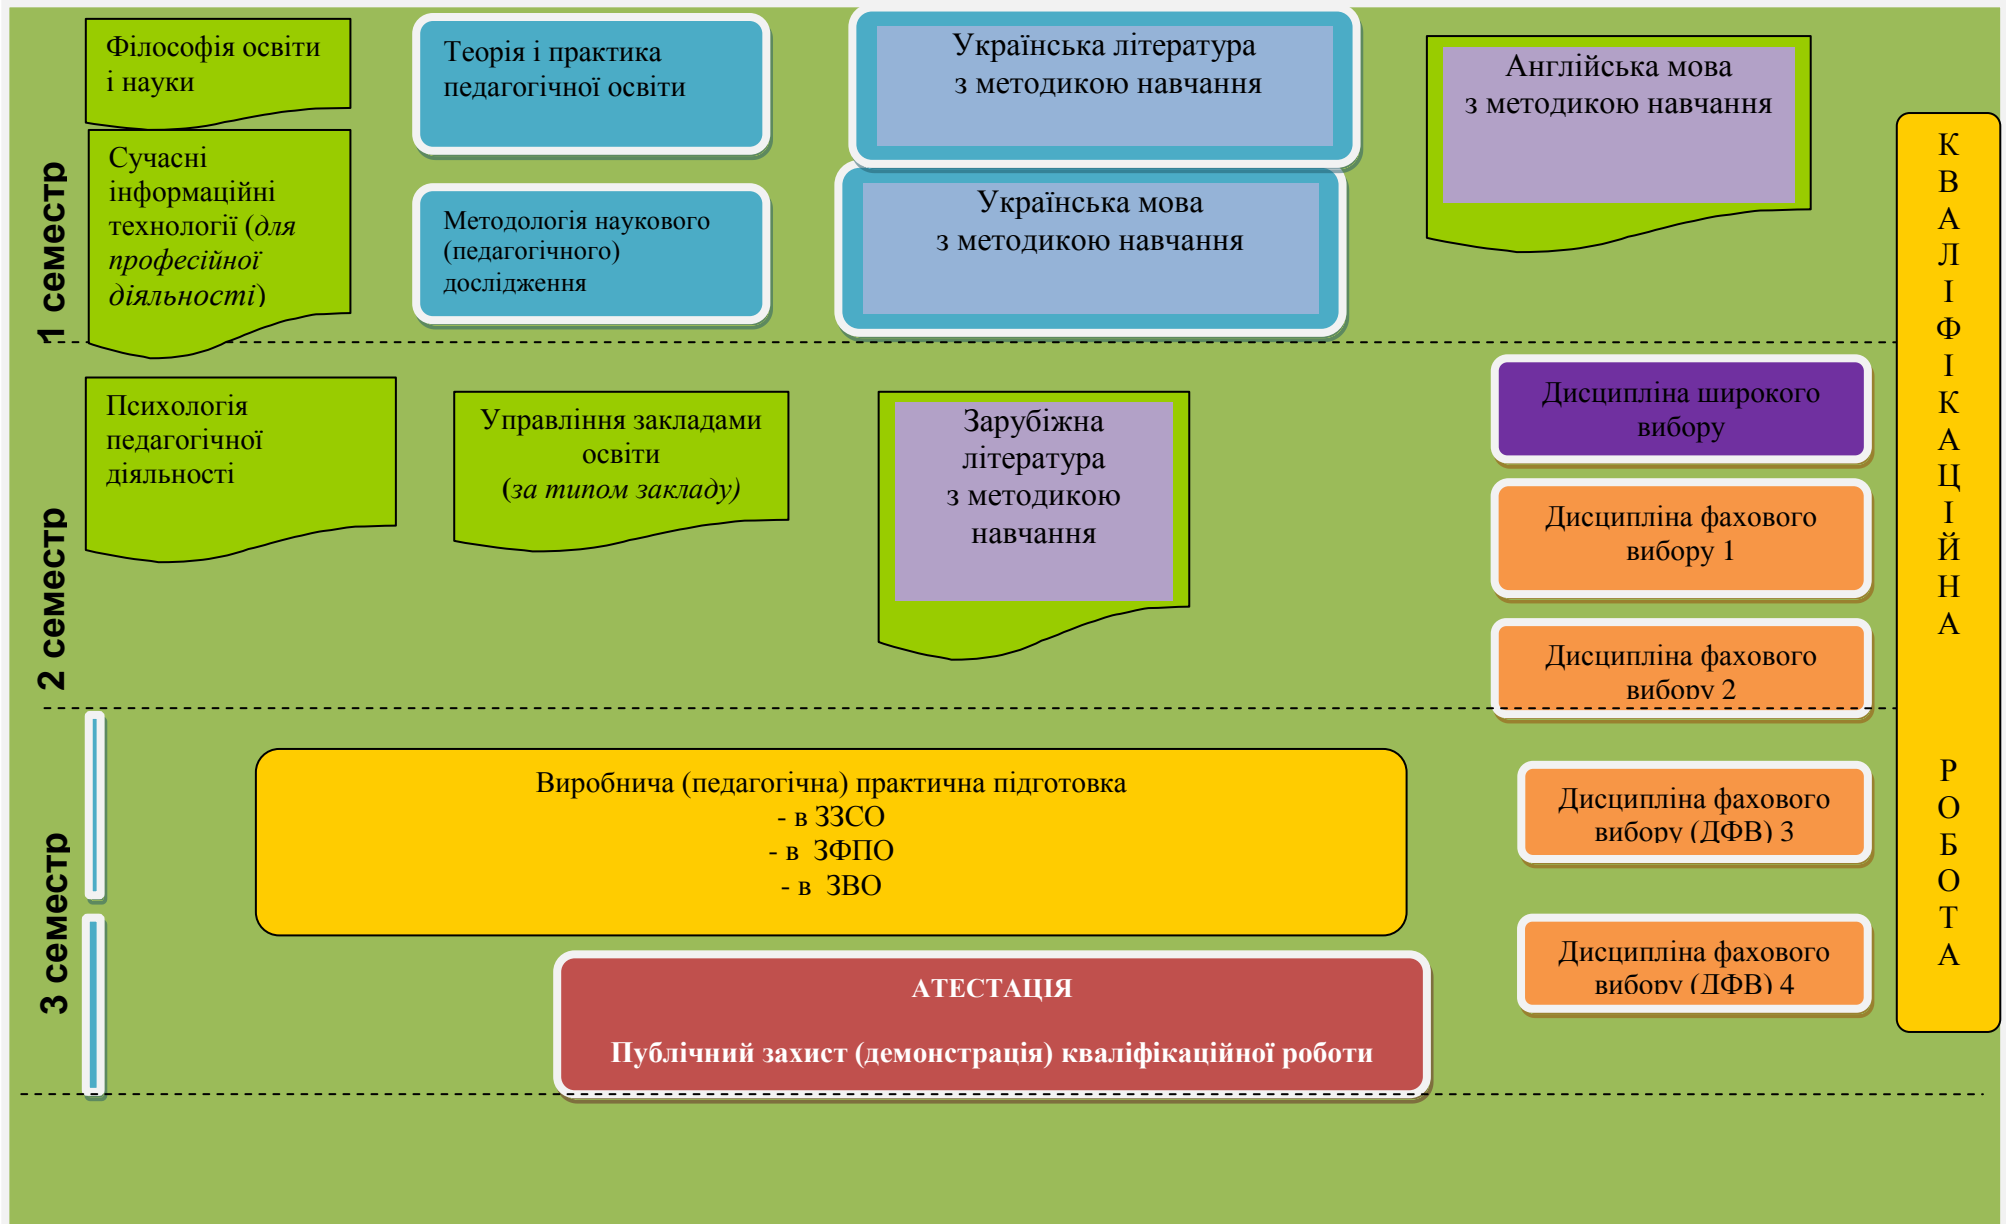 1 семестр
Філософія освіти
і науки
Сучасні
інформаційні
технології (для
професійної
діяльності)
Теорія і практика
педагогічної освіти
Методологія наукового
(педагогічного)
дослідження
Українська література
з методикою навчання
Українська мова
з методикою навчання
Англійська мова
з методикою навчання
2 семестр
Психологія
педагогічної
діяльності
Управління закладами
освіти
(за типом закладу)
Зарубіжна
література
з методикою
навчання
Дисципліна широкого
вибору
Дисципліна фахового
вибору 1
Дисципліна фахового
вибору 2
3 семестр
Виробнича (педагогічна) практична підготовка
- в ЗЗСО
- в ЗФПО
- в ЗВО
Дисципліна фахового
вибору (ДФВ) 3
Дисципліна фахового
вибору (ДФВ) 4
АТЕСТАЦІЯ
Публічний захист (демонстрація) кваліфікаційної роботи
К
В
А
Л
І
Ф
І
К
А
Ц
І
Й
Н
А
Р
О
Б
О
Т
А